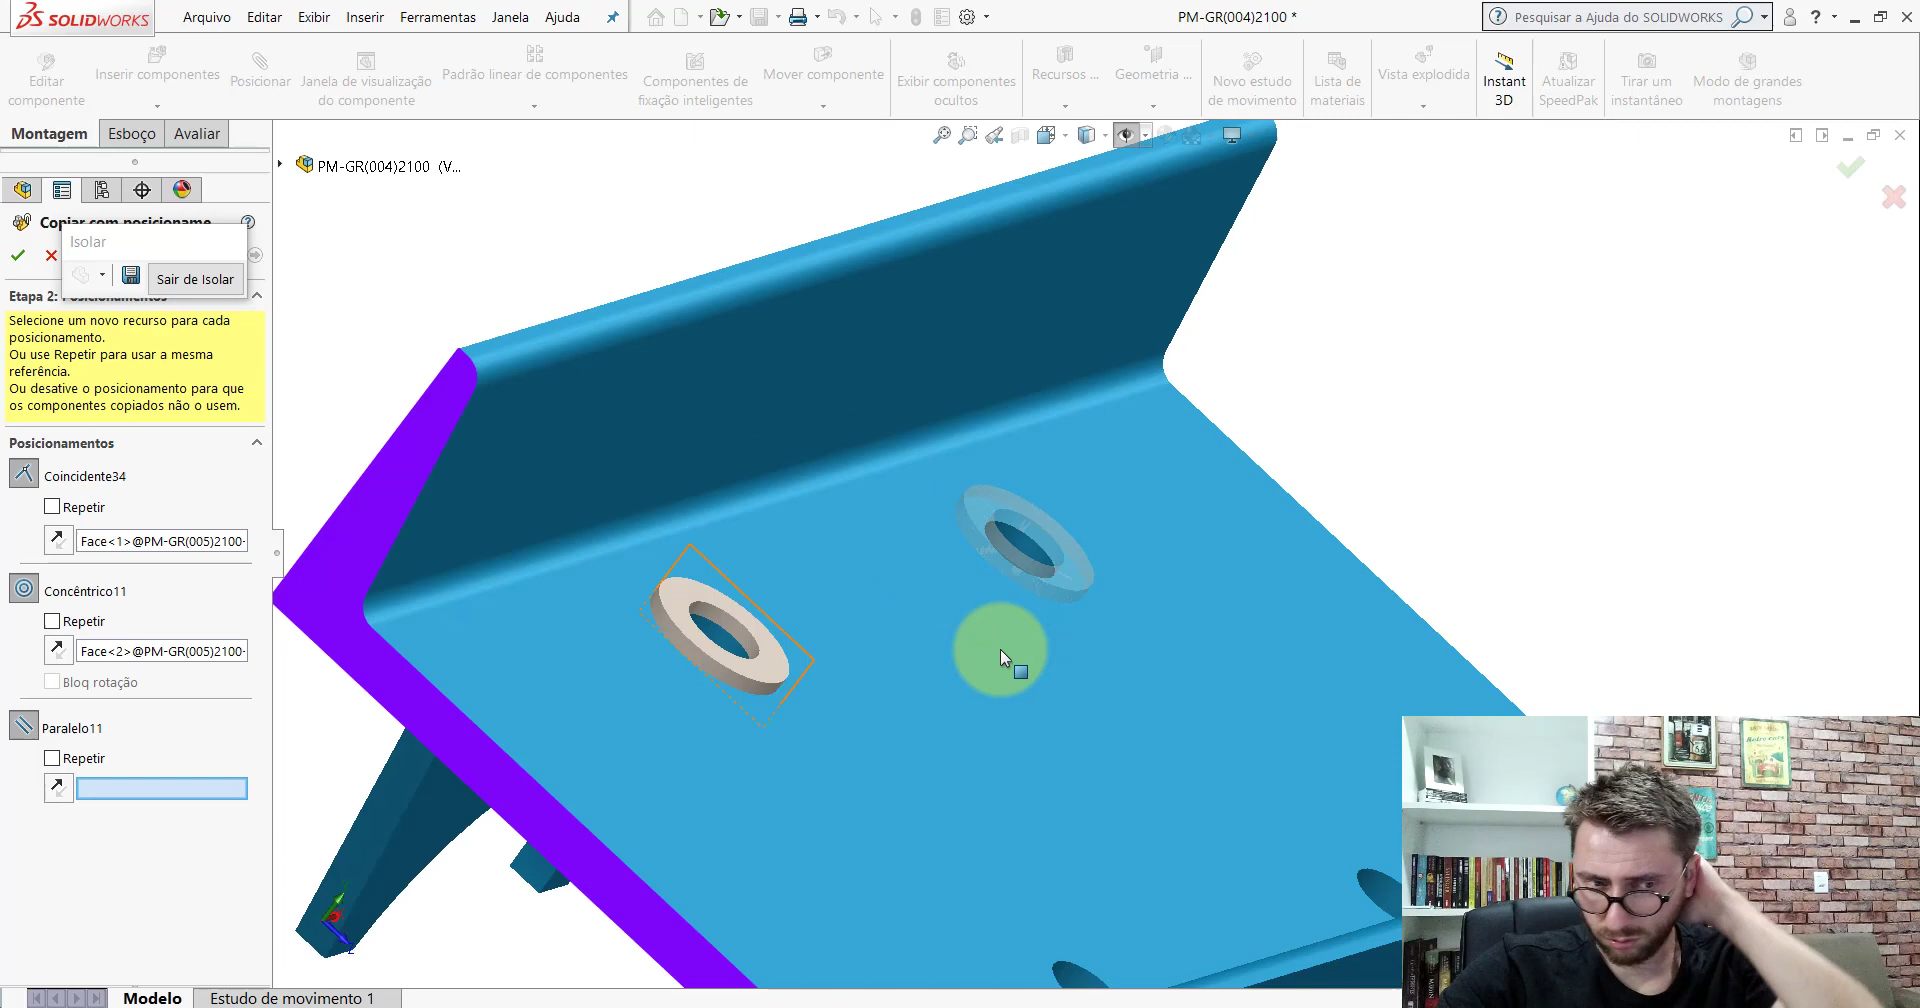 SOLIDWORKS
Arquivo Editar Exibir Inserir Ferramentas Janela Ajuda
PM-GR(004)2100 *
Pesquisar a Ajuda do SOLIDWORKS
Editar componente
Inserir componentes
Posicionar
Janela de visualização do componente
Padrão linear de componentes
Componentes de fixação inteligentes
Mover componente
Exibir componentes ocultos
Recursos ...
Geometria ...
Novo estudo de movimento
Lista de materiais
Vista explodida
Instant 3D
Atualizar SpeedPak
Tirar um instantâneo
Modo de grandes montagens
Montagem Esboço Avaliar
PM-GR(004)2100 (V...
Copiar com posicioname...
Isolar
Sair de Isolar
Etapa 2: Posicionamentos
Selecione um novo recurso para cada
posicionamento.
Ou use Repetir para usar a mesma
referência.
Ou desative o posicionamento para que
os componentes copiados não o usem.
Posicionamentos
Coincidente34
Repetir
Face<1>@PM-GR(005)2100-
Concêntrico11
Repetir
Face<2>@PM-GR(005)2100-
Bloq rotação
Paralelo11
Repetir
Modelo Estudo de movimento 1